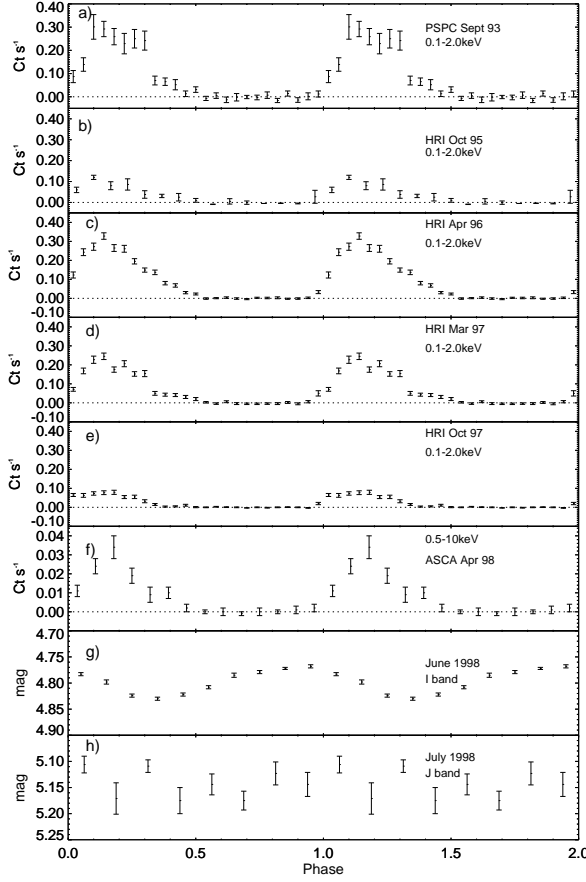 a)
PSPC Sept 93
0.1-2.0keV
Ct s⁻¹
0.30
0.20
0.10
0.00
b)
HRI Oct 95
0.1-2.0keV
Ct s⁻¹
0.30
0.20
0.10
0.00
c)
HRI Apr 96
0.1-2.0keV
Ct s⁻¹
0.40
0.30
0.20
0.10
0.00
-0.10
d)
HRI Mar 97
0.1-2.0keV
Ct s⁻¹
0.40
0.30
0.20
0.10
0.00
-0.10
e)
HRI Oct 97
0.1-2.0keV
Ct s⁻¹
0.40
0.30
0.20
0.10
0.00
-0.10
f)
0.5-10keV
ASCA Apr 98
Ct s⁻¹
0.04
0.03
0.02
0.01
0.00
g)
June 1998
I band
mag
4.70
4.75
4.80
4.85
4.90
h)
July 1998
J band
mag
5.10
5.15
5.20
5.25
0.0 0.5 1.0 1.5 2.0
Phase